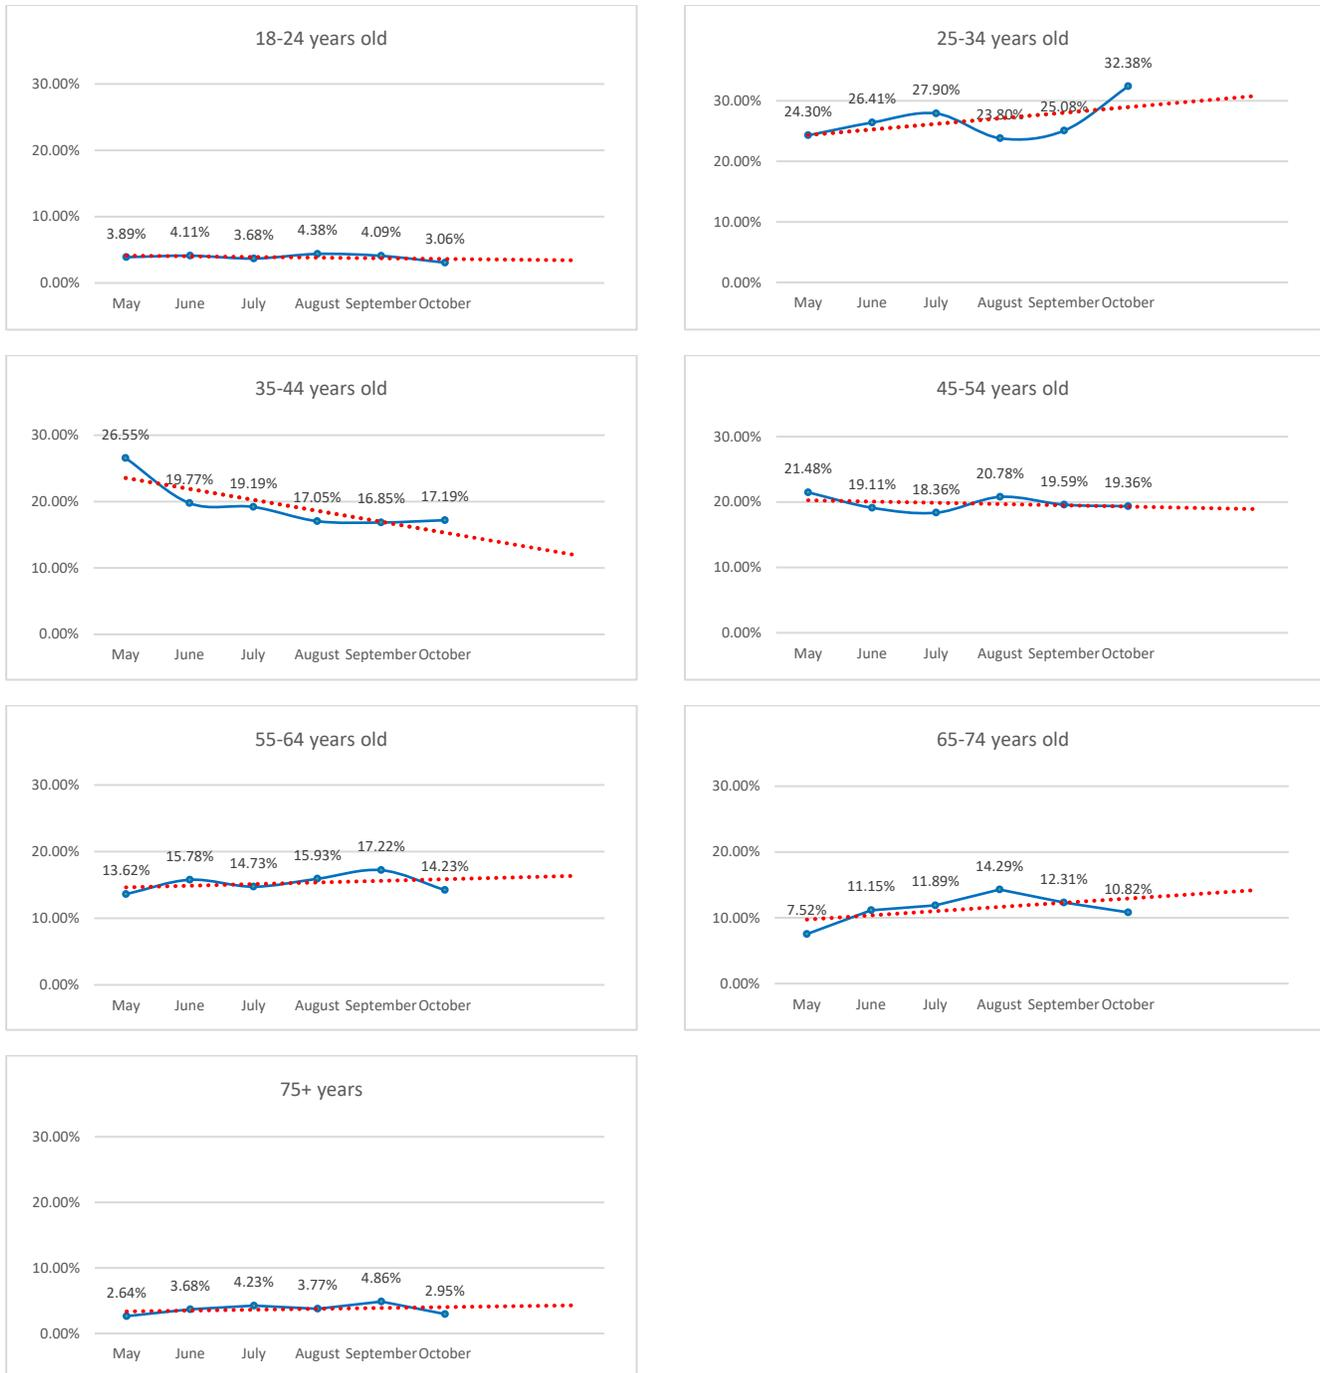 18-24 years old
30.00%
20.00%
10.00%
0.00%
3.89% 4.11% 3.68% 4.38% 4.09% 3.06%
May June July August September October
25-34 years old
30.00%
20.00%
10.00%
0.00%
24.30% 26.41% 27.90% 23.80% 25.08% 32.38%
May June July August September October
35-44 years old
30.00%
20.00%
10.00%
0.00%
26.55% 19.77% 19.19% 17.05% 16.85% 17.19%
May June July August September October
45-54 years old
30.00%
20.00%
10.00%
0.00%
21.48% 19.11% 18.36% 20.78% 19.59% 19.36%
May June July August September October
55-64 years old
30.00%
20.00%
10.00%
0.00%
13.62% 15.78% 14.73% 15.93% 17.22% 14.23%
May June July August September October
65-74 years old
30.00%
20.00%
10.00%
0.00%
7.52% 11.15% 11.89% 14.29% 12.31% 10.82%
May June July August September October
75+ years
30.00%
20.00%
10.00%
0.00%
2.64% 3.68% 4.23% 3.77% 4.86% 2.95%
May June July August September October